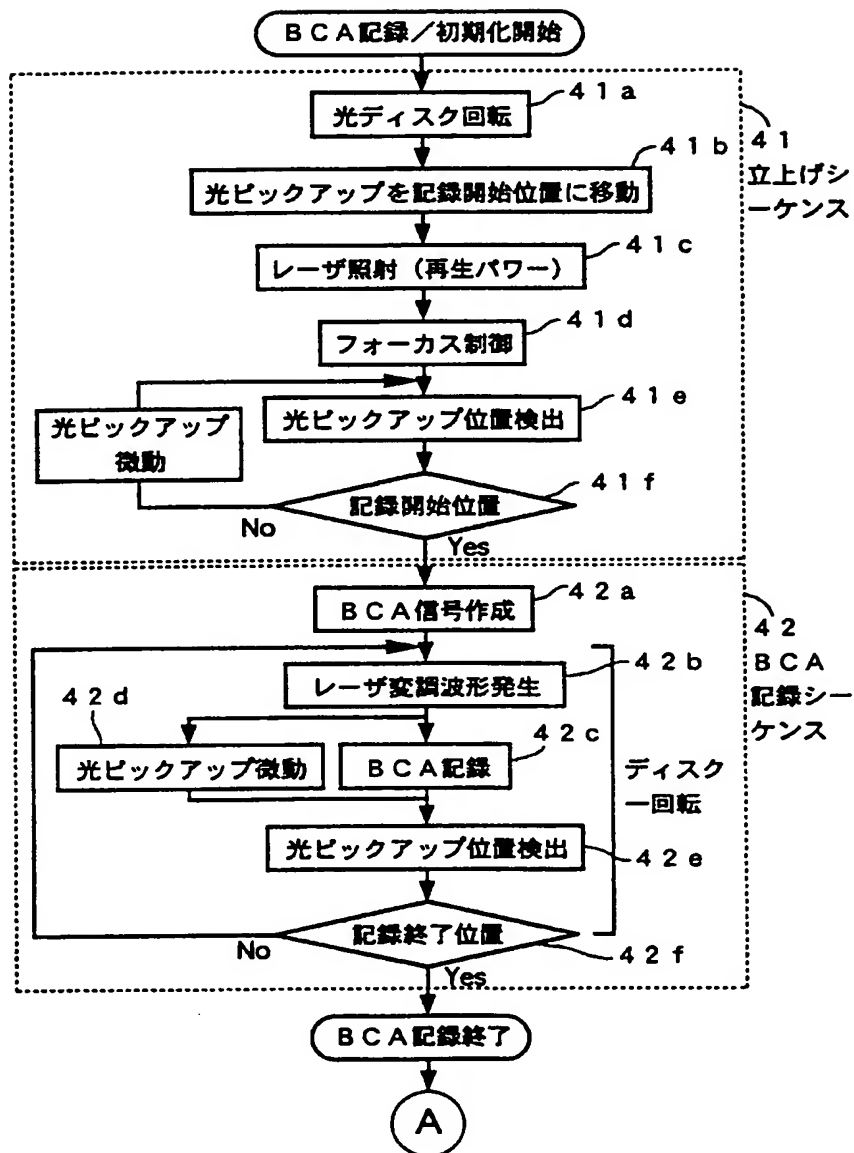 BCA記録/初期化開始
光ディスク回転
41a
41
立上げシ
ーケンス
光ピックアップを記録開始位置に移動
41b
レーザ照射(再生パワー)
41c
フォーカス制御
41d
光ピックアップ位置検出
41e
光ピックアップ
微動
記録開始位置
41f
No
Yes
BCA信号作成
42a
42
BCA
記録シー
ケンス
レーザ変調波形発生
42b
42d
光ピックアップ微動
BCA記録
42c
ディスク
一回転
光ピックアップ位置検出
42e
記録終了位置
42f
No
Yes
BCA記録終了
A